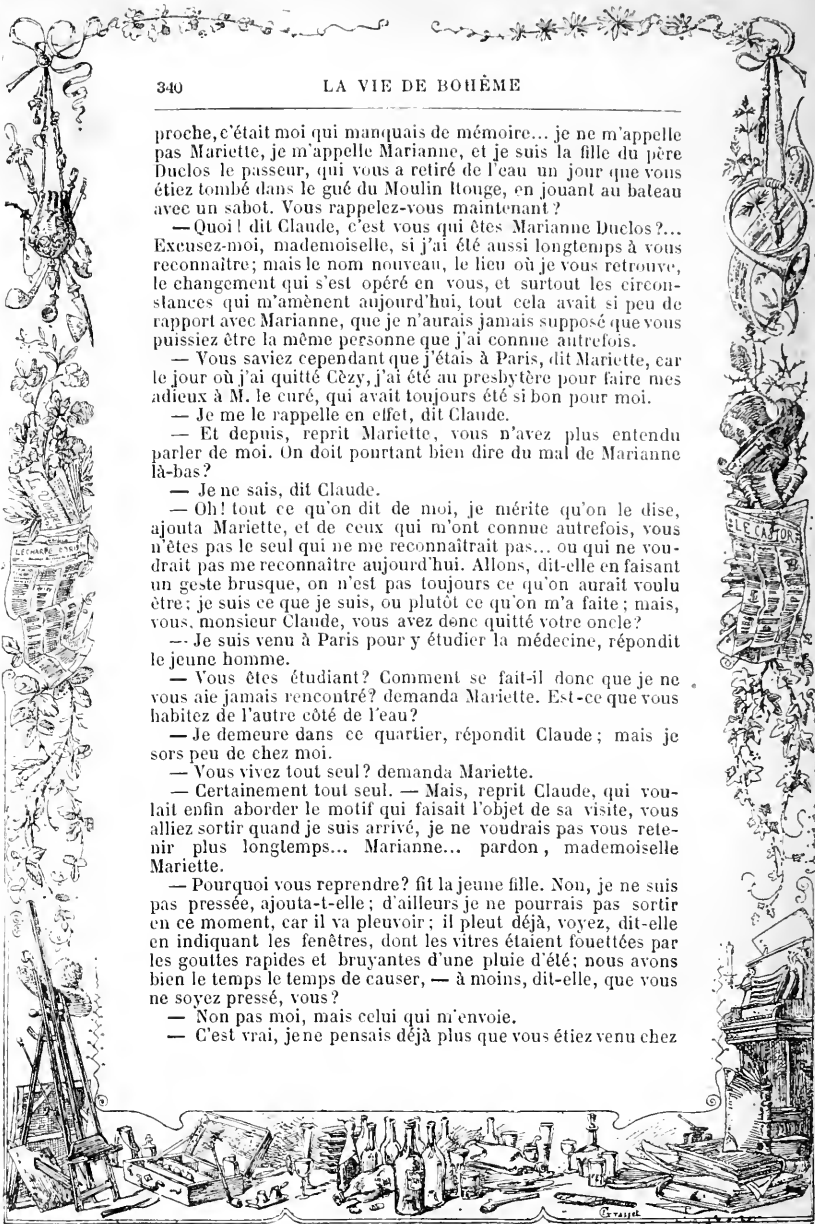 340
LA VIE DE BOHÈME
proche, c'était moi qui manquais de mémoire... je ne m'appelle
pas Mariette, je m'appelle Marianne, et je suis la fille du père
Duclos le passeur, qui vous a retiré de l'eau un jour que vous
étiez tombé dans le gué du Moulin Rouge, en jouant au bateau
avec un sabot. Vous rappelez-vous maintenant?
— Quoi! dit Claude, c'est vous qui êtes Marianne Duclos?...
Excusez-moi, mademoiselle, si j'ai été aussi longtemps à vous
reconnaître; mais le nom nouveau, le lieu où je vous retrouve,
le changement qui s'est opéré en vous, et surtout les circon-
stances qui m'amènent aujourd'hui, tout cela avait si peu de
rapport avec Marianne, que je n'aurais jamais supposé que vous
puissiez être la même personne que j'ai connue autrefois.
— Vous saviez cependant que j'étais à Paris, dit Mariette, car
le jour où j'ai quitté Cèzy, j'ai été au presbytère pour faire mes
adieux à M. le curé, qui avait toujours été si bon pour moi.
— Je me le rappelle en effet, dit Claude.
— Et depuis, reprit Mariette, vous n'avez plus entendu
parler de moi. On doit pourtant bien dire du mal de Marianne
là-bas?
— Je ne sais, dit Claude.
— Oh! tout ce qu'on dit de moi, je mérite qu'on le dise,
ajouta Mariette, et de ceux qui m'ont connue autrefois, vous
n'êtes pas le seul qui ne me reconnaîtrait pas... ou qui ne vou-
drait pas me reconnaître aujourd'hui. Allons, dit-elle en faisant
un geste brusque, on n'est pas toujours ce qu'on aurait voulu
être; je suis ce que je suis, ou plutôt ce qu'on m'a faite; mais,
vous, monsieur Claude, vous avez donc quitté votre oncle?
— Je suis venu à Paris pour y étudier la médecine, répondit
le jeune homme.
— Vous êtes étudiant? Comment se fait-il donc que je ne
vous aie jamais rencontré? demanda Mariette. Est-ce que vous
habitez de l'autre côté de l'eau?
— Je demeure dans ce quartier, répondit Claude; mais je
sors peu de chez moi.
— Vous vivez tout seul? demanda Mariette.
— Certainement tout seul. — Mais, reprit Claude, qui vou-
lait enfin aborder le motif qui faisait l'objet de sa visite, vous
alliez sortir quand je suis arrivé, je ne voudrais pas vous rete-
nir plus longtemps... Marianne... pardon, mademoiselle
Mariette.
— Pourquoi vous reprendre? fit la jeune fille. Non, je ne suis
pas pressée, ajouta-t-elle; d'ailleurs je ne pourrais pas sortir
en ce moment, car il va pleuvoir; il pleut déjà, voyez, dit-elle
en indiquant les fenêtres, dont les vitres étaient fouettées par
les gouttes rapides et bruyantes d'une pluie d'été; nous avons
bien le temps le temps de causer, — à moins, dit-elle, que vous
ne soyez pressé, vous?
— Non pas moi, mais celui qui m'envoie.
— C'est vrai, je ne pensais déjà plus que vous étiez venu chez
LE CASTOR
L'ÉCHARPE